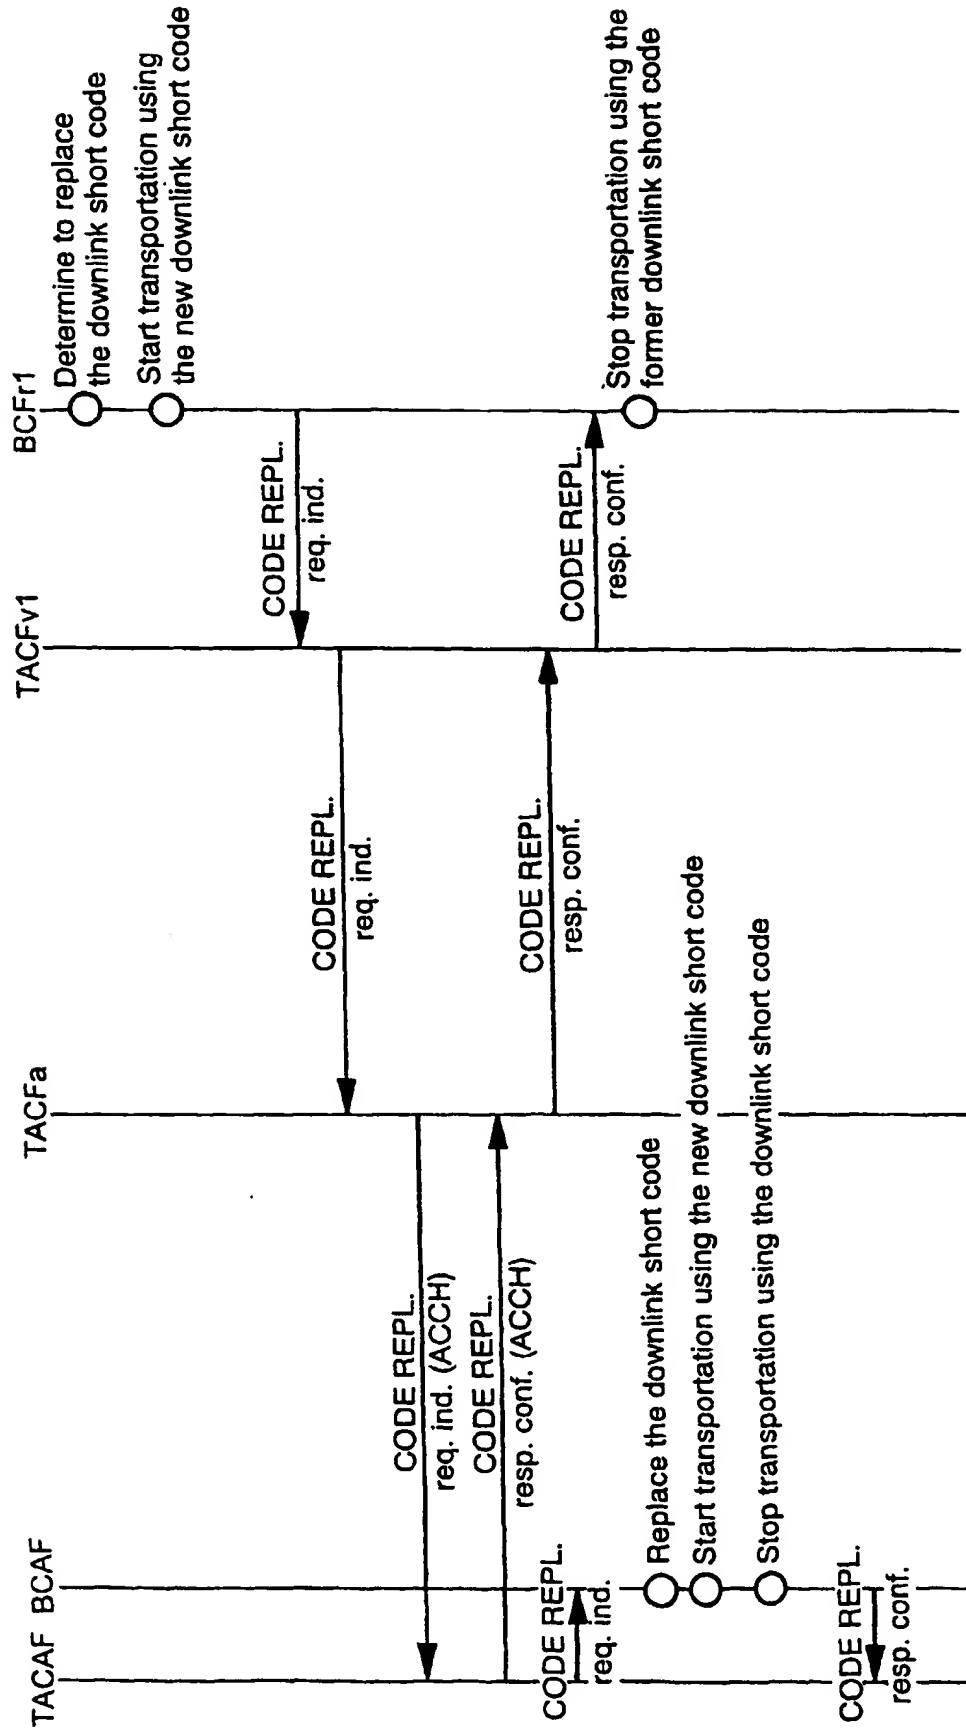 TACAF
BCAF
TACFa
TACFv1
BCFr1
Determine to replace
the downlink short code
Start transportation using
the new downlink short code
CODE REPL.
req. ind.
CODE REPL.
req. ind.
CODE REPL.
req. ind. (ACCH)
CODE REPL.
resp. conf. (ACCH)
CODE REPL.
resp. conf.
CODE REPL.
resp. conf.
Stop transportation using the
former downlink short code
CODE REPL.
req. ind.
Replace the downlink short code
Start transportation using the new downlink short code
Stop transportation using the downlink short code
CODE REPL.
resp. conf.